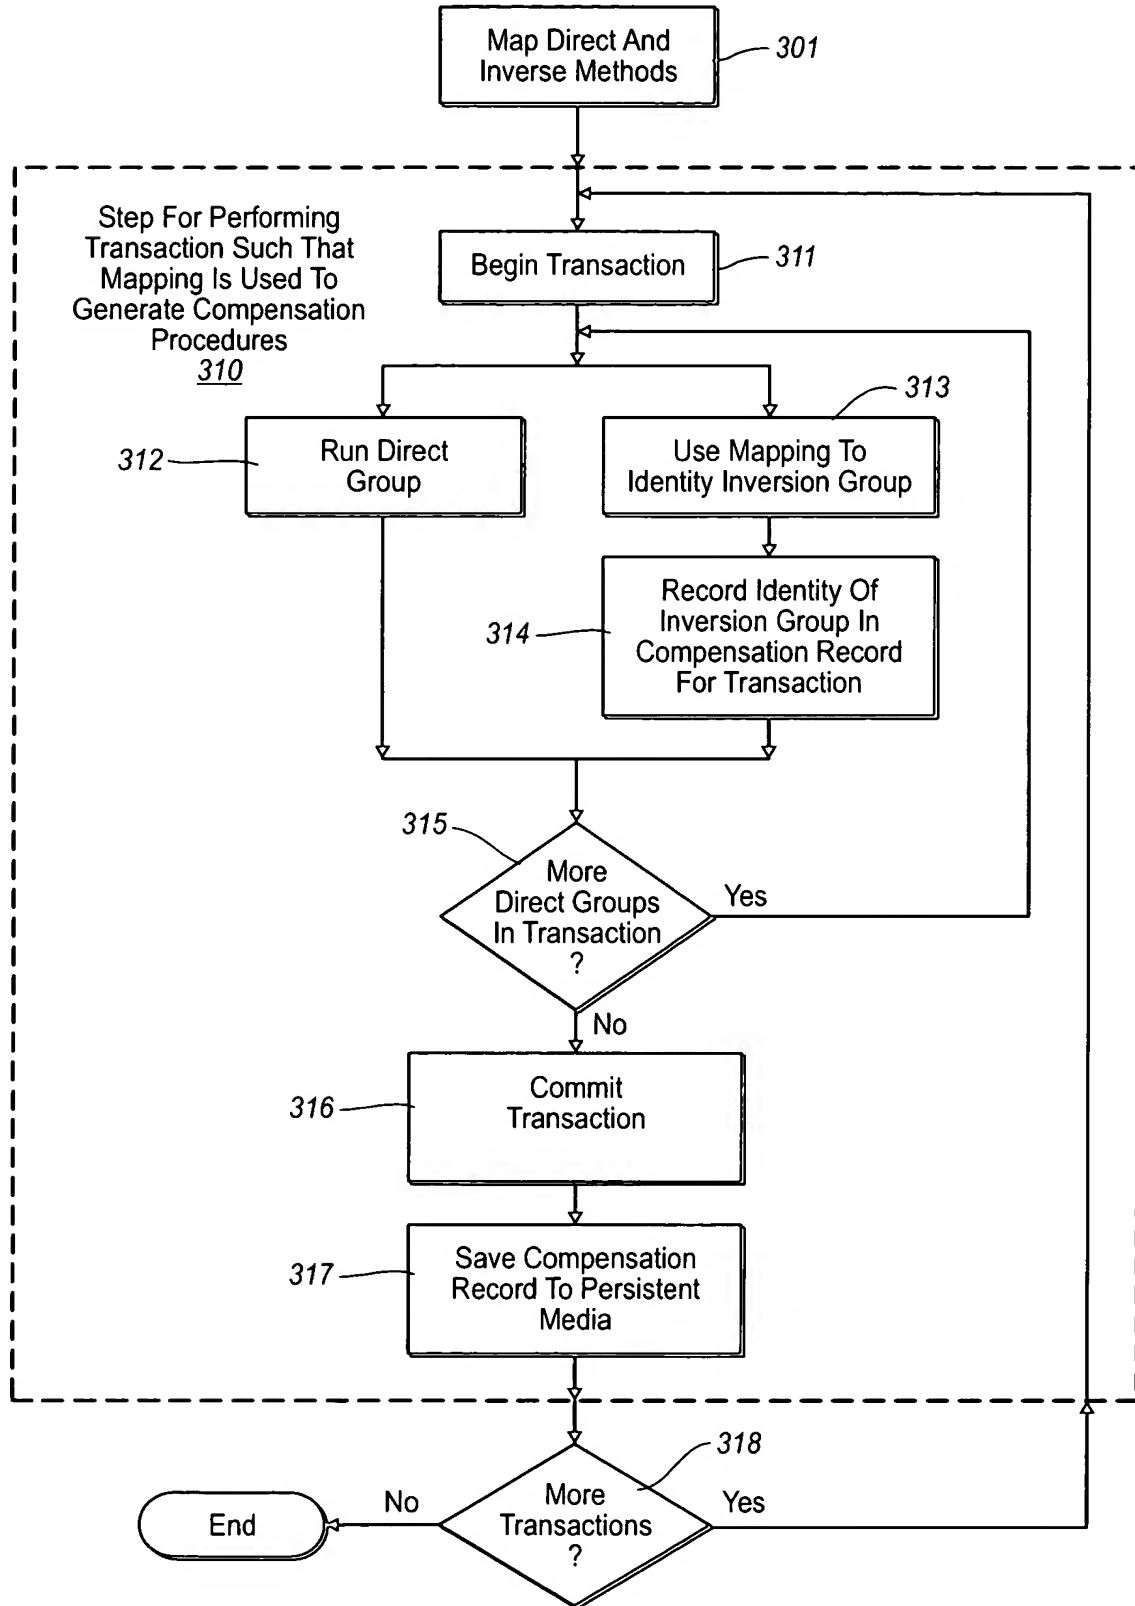 Map Direct And
Inverse Methods
301
Step For Performing
Transaction Such That
Mapping Is Used To
Generate Compensation
Procedures
310
Begin Transaction
311
312
Run Direct
Group
313
Use Mapping To
Identity Inversion Group
314
Record Identity Of
Inversion Group In
Compensation Record
For Transaction
315
More
Direct Groups
In Transaction
?
Yes
No
316
Commit
Transaction
317
Save Compensation
Record To Persistent
Media
318
More
Transactions
?
Yes
No
End